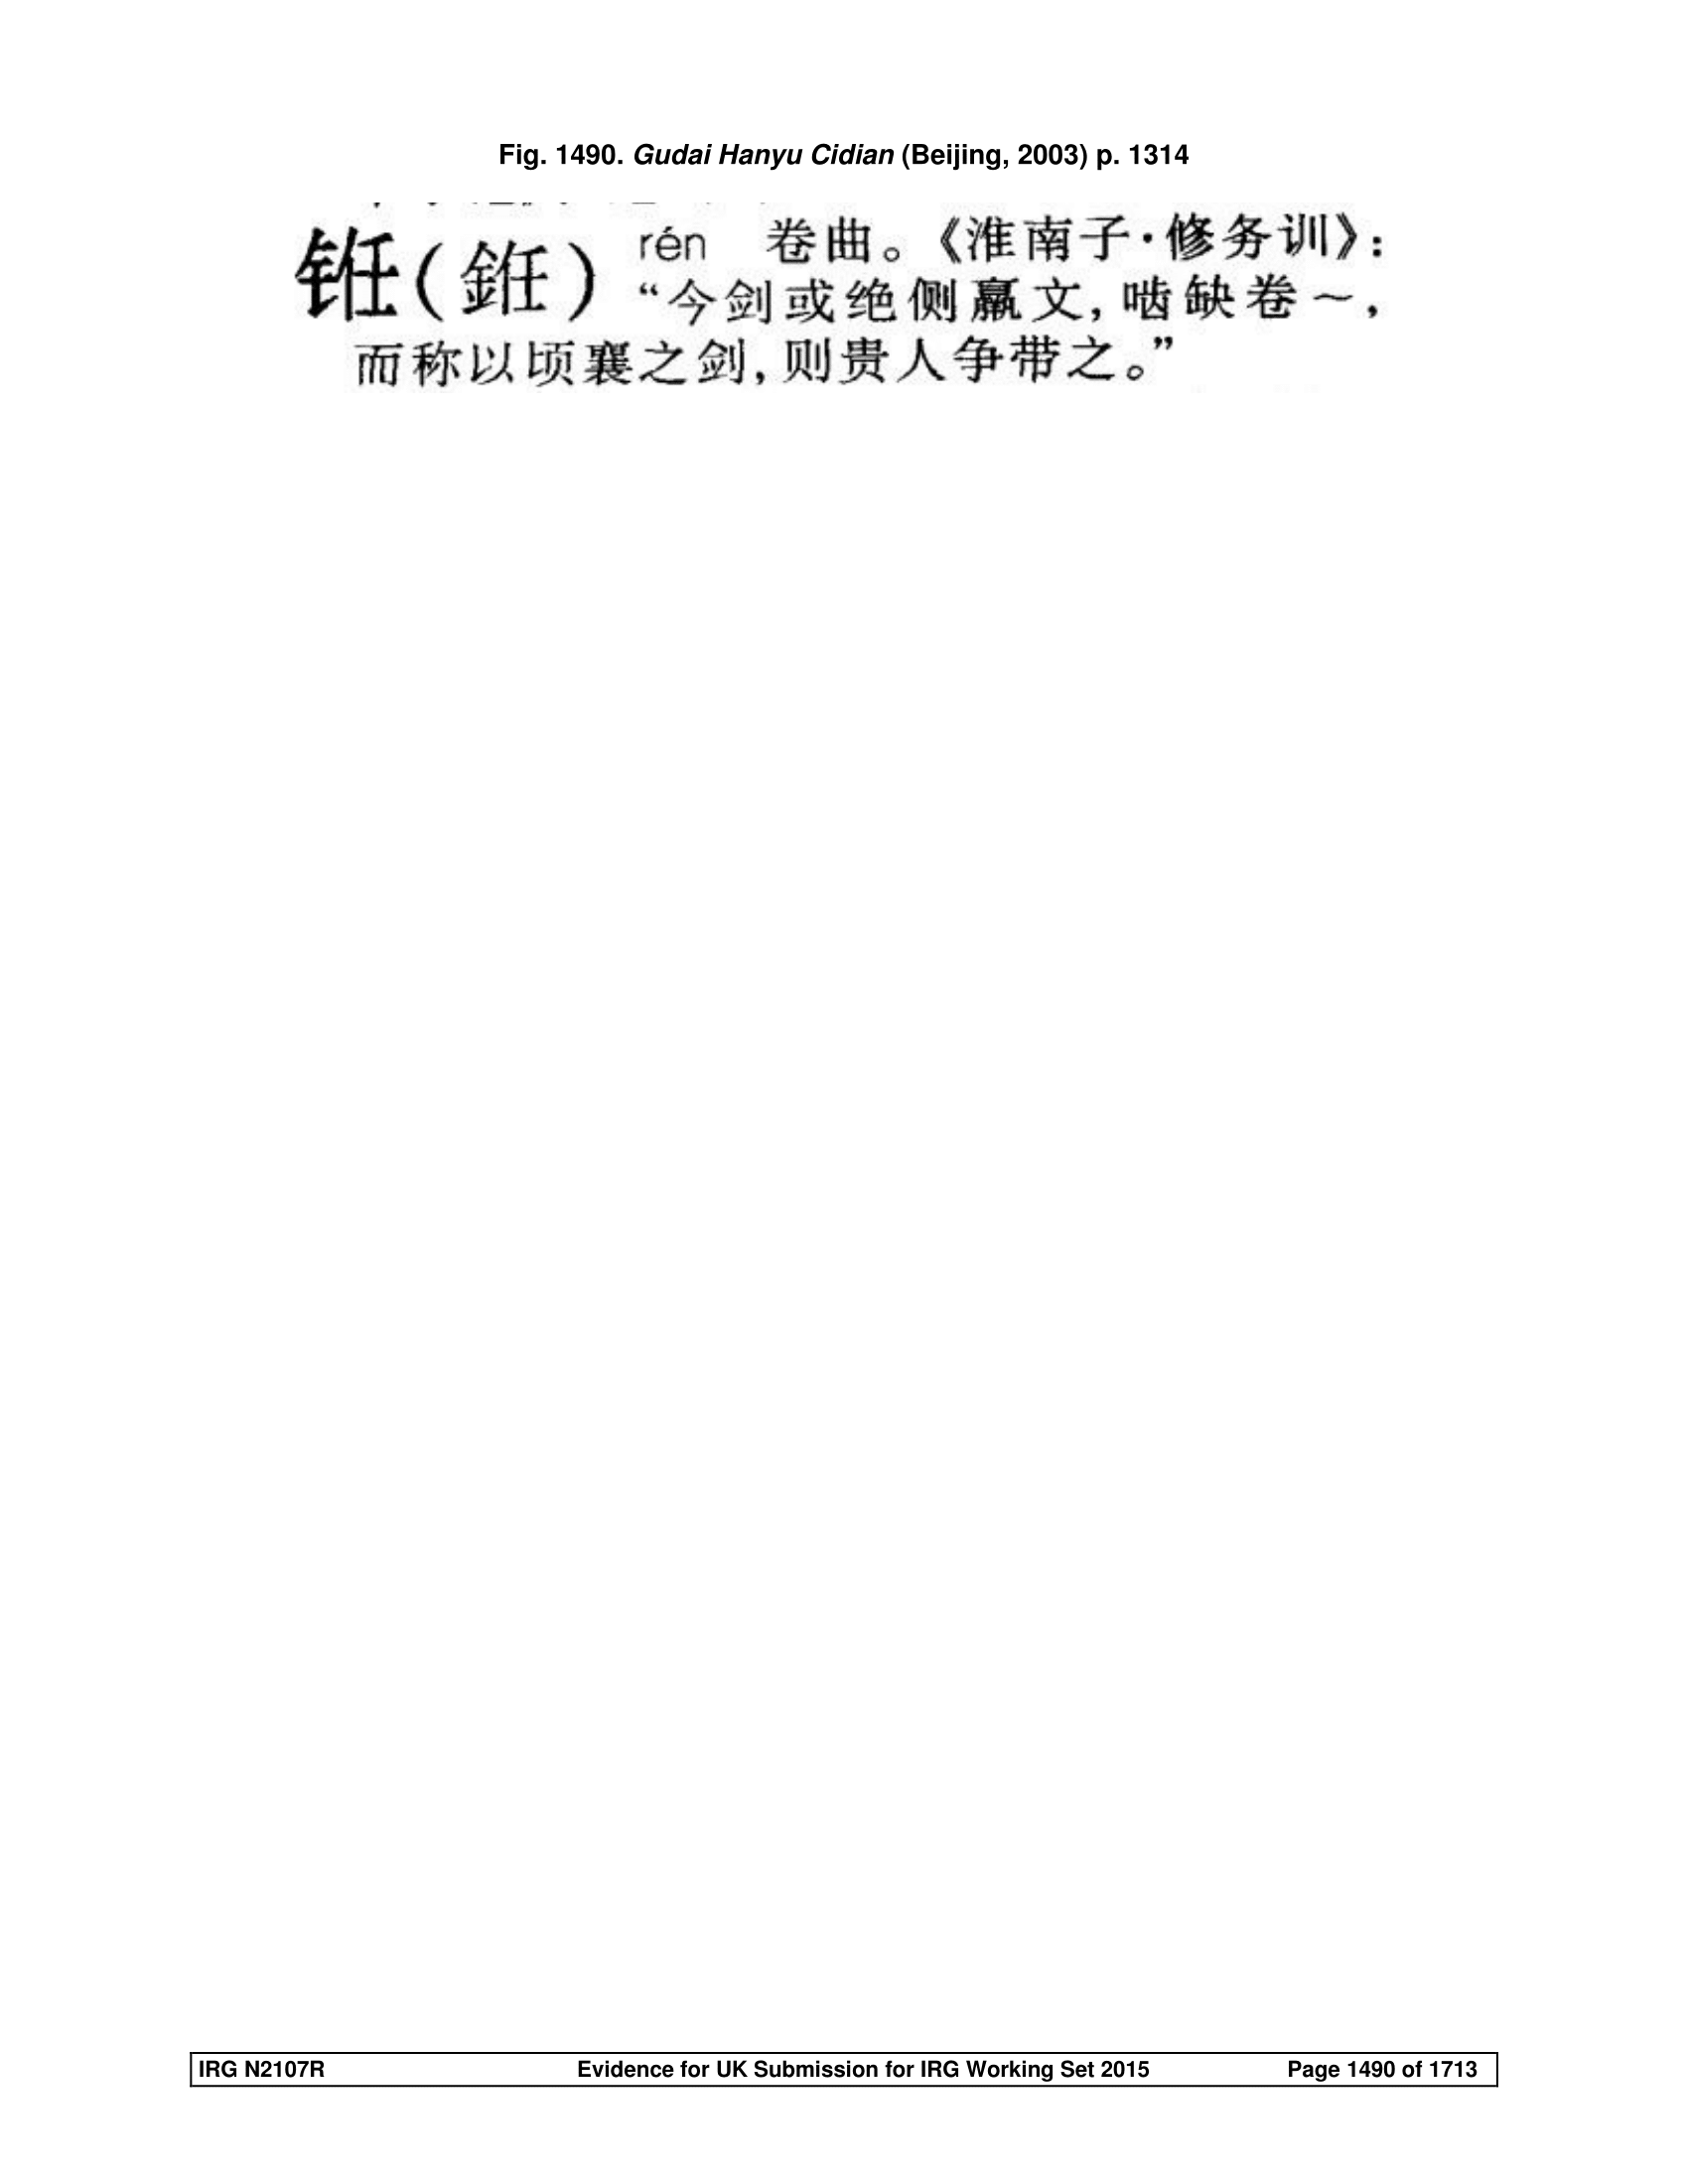 Fig. 1490. Gudai Hanyu Cidian (Beijing, 2003) p. 1314
𨱎(銋) rén 卷曲。《淮南子·修务训》:
“今剑或绝侧羸文,啮缺卷~,
而称以顷襄之剑,则贵人争带之。”
IRG N2107R Evidence for UK Submission for IRG Working Set 2015 Page 1490 of 1713